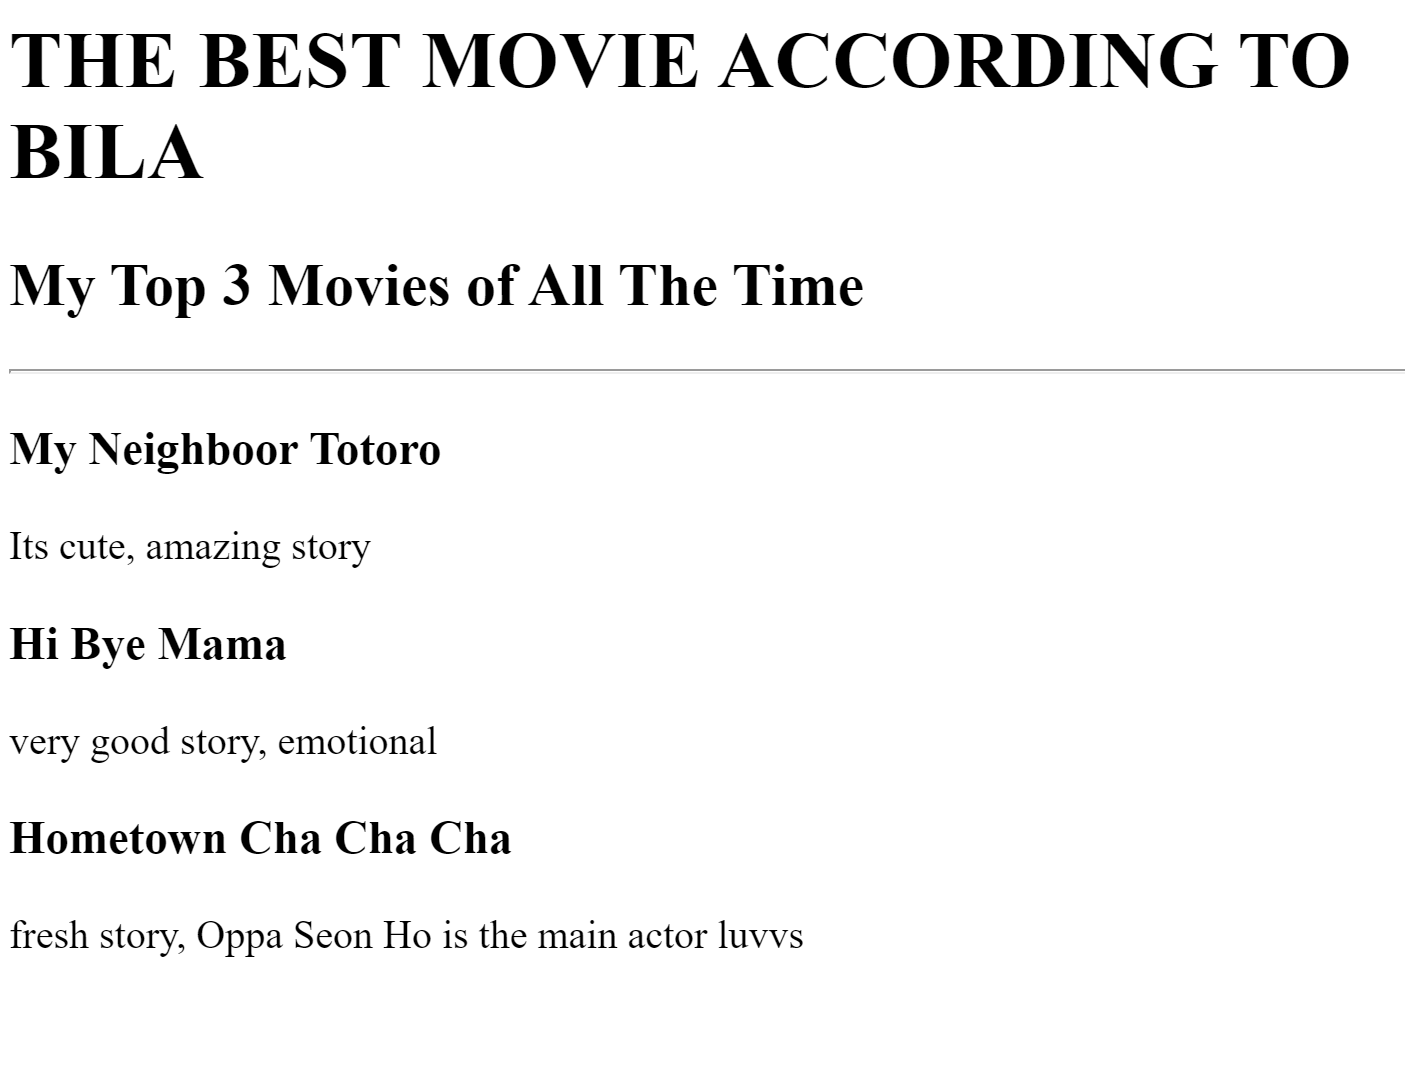 THE BEST MOVIE ACCORDING TO
BILA
My Top 3 Movies of All The Time
My Neighboor Totoro
Its cute, amazing story
Hi Bye Mama
very good story, emotional
Hometown Cha Cha Cha
fresh story, Oppa Seon Ho is the main actor luvvs